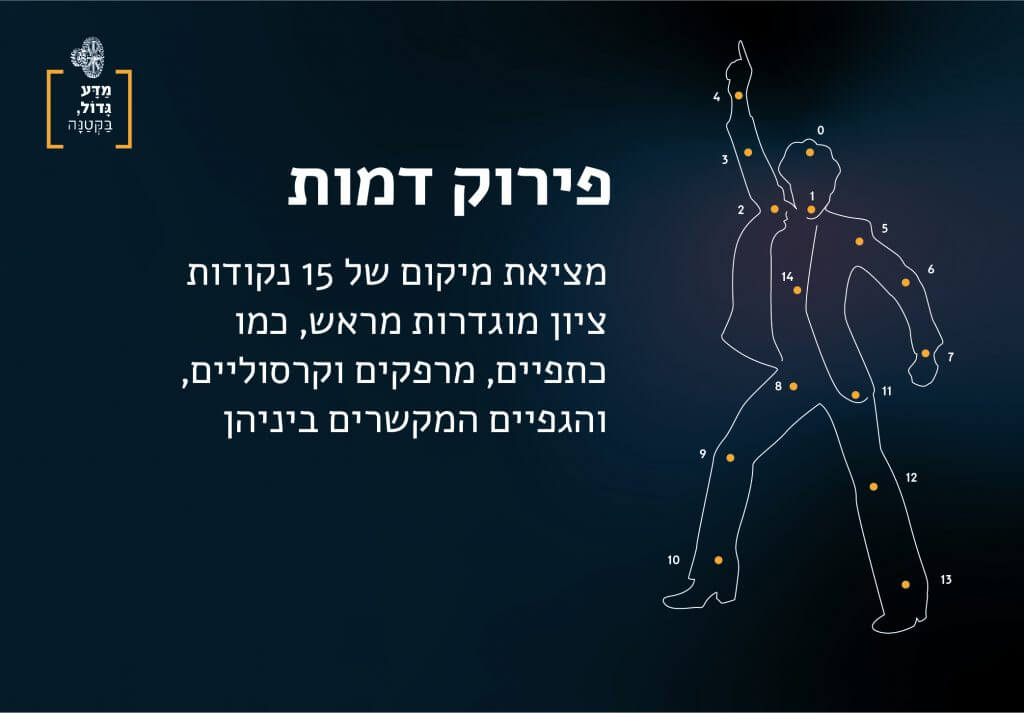 מַדָּע
גָּדוֹל,
בַּקְּטַנָּה
פירוק דמות
מציאת מיקום של 15 נקודות
ציון מוגדרות מראש, כמו
כתפיים, מרפקים וקרסוליים,
והגפיים המקשרים ביניהן
4
0
3
1
2
5
6
14
7
8
11
9
12
10
13